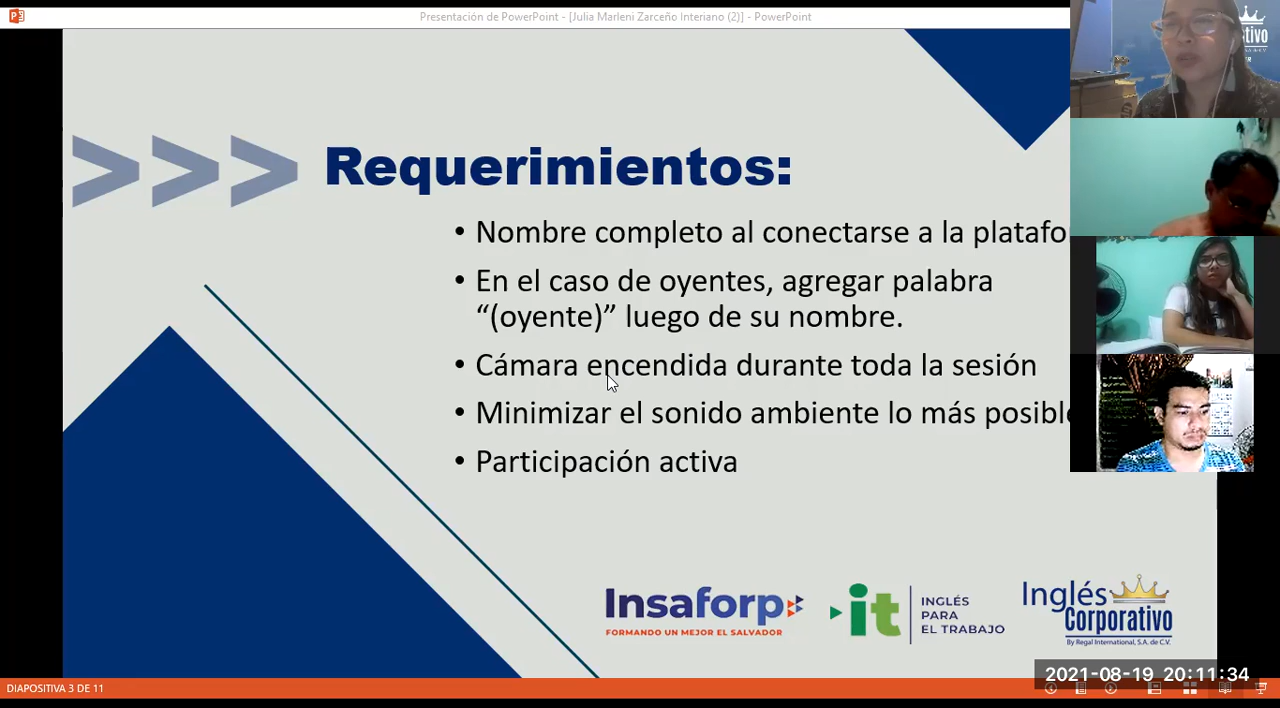 Presentación de PowerPoint - [Julia Marleni Zarceño Interiano (2)] - PowerPoint
>>> Requerimientos:
• Nombre completo al conectarse a la platafo
• En el caso de oyentes, agregar palabra
“(oyente)” luego de su nombre.
• Cámara encendida durante toda la sesión
• Minimizar el sonido ambiente lo más posible
• Participación activa
Insaforp
FORMANDO UN MEJOR EL SALVADOR
it
INGLÉS
PARA
EL TRABAJO
Inglés
Corporativo
By Regal International, S.A. de C.V.
2021-08-19 20:11:34
DIAPOSITIVA 3 DE 11